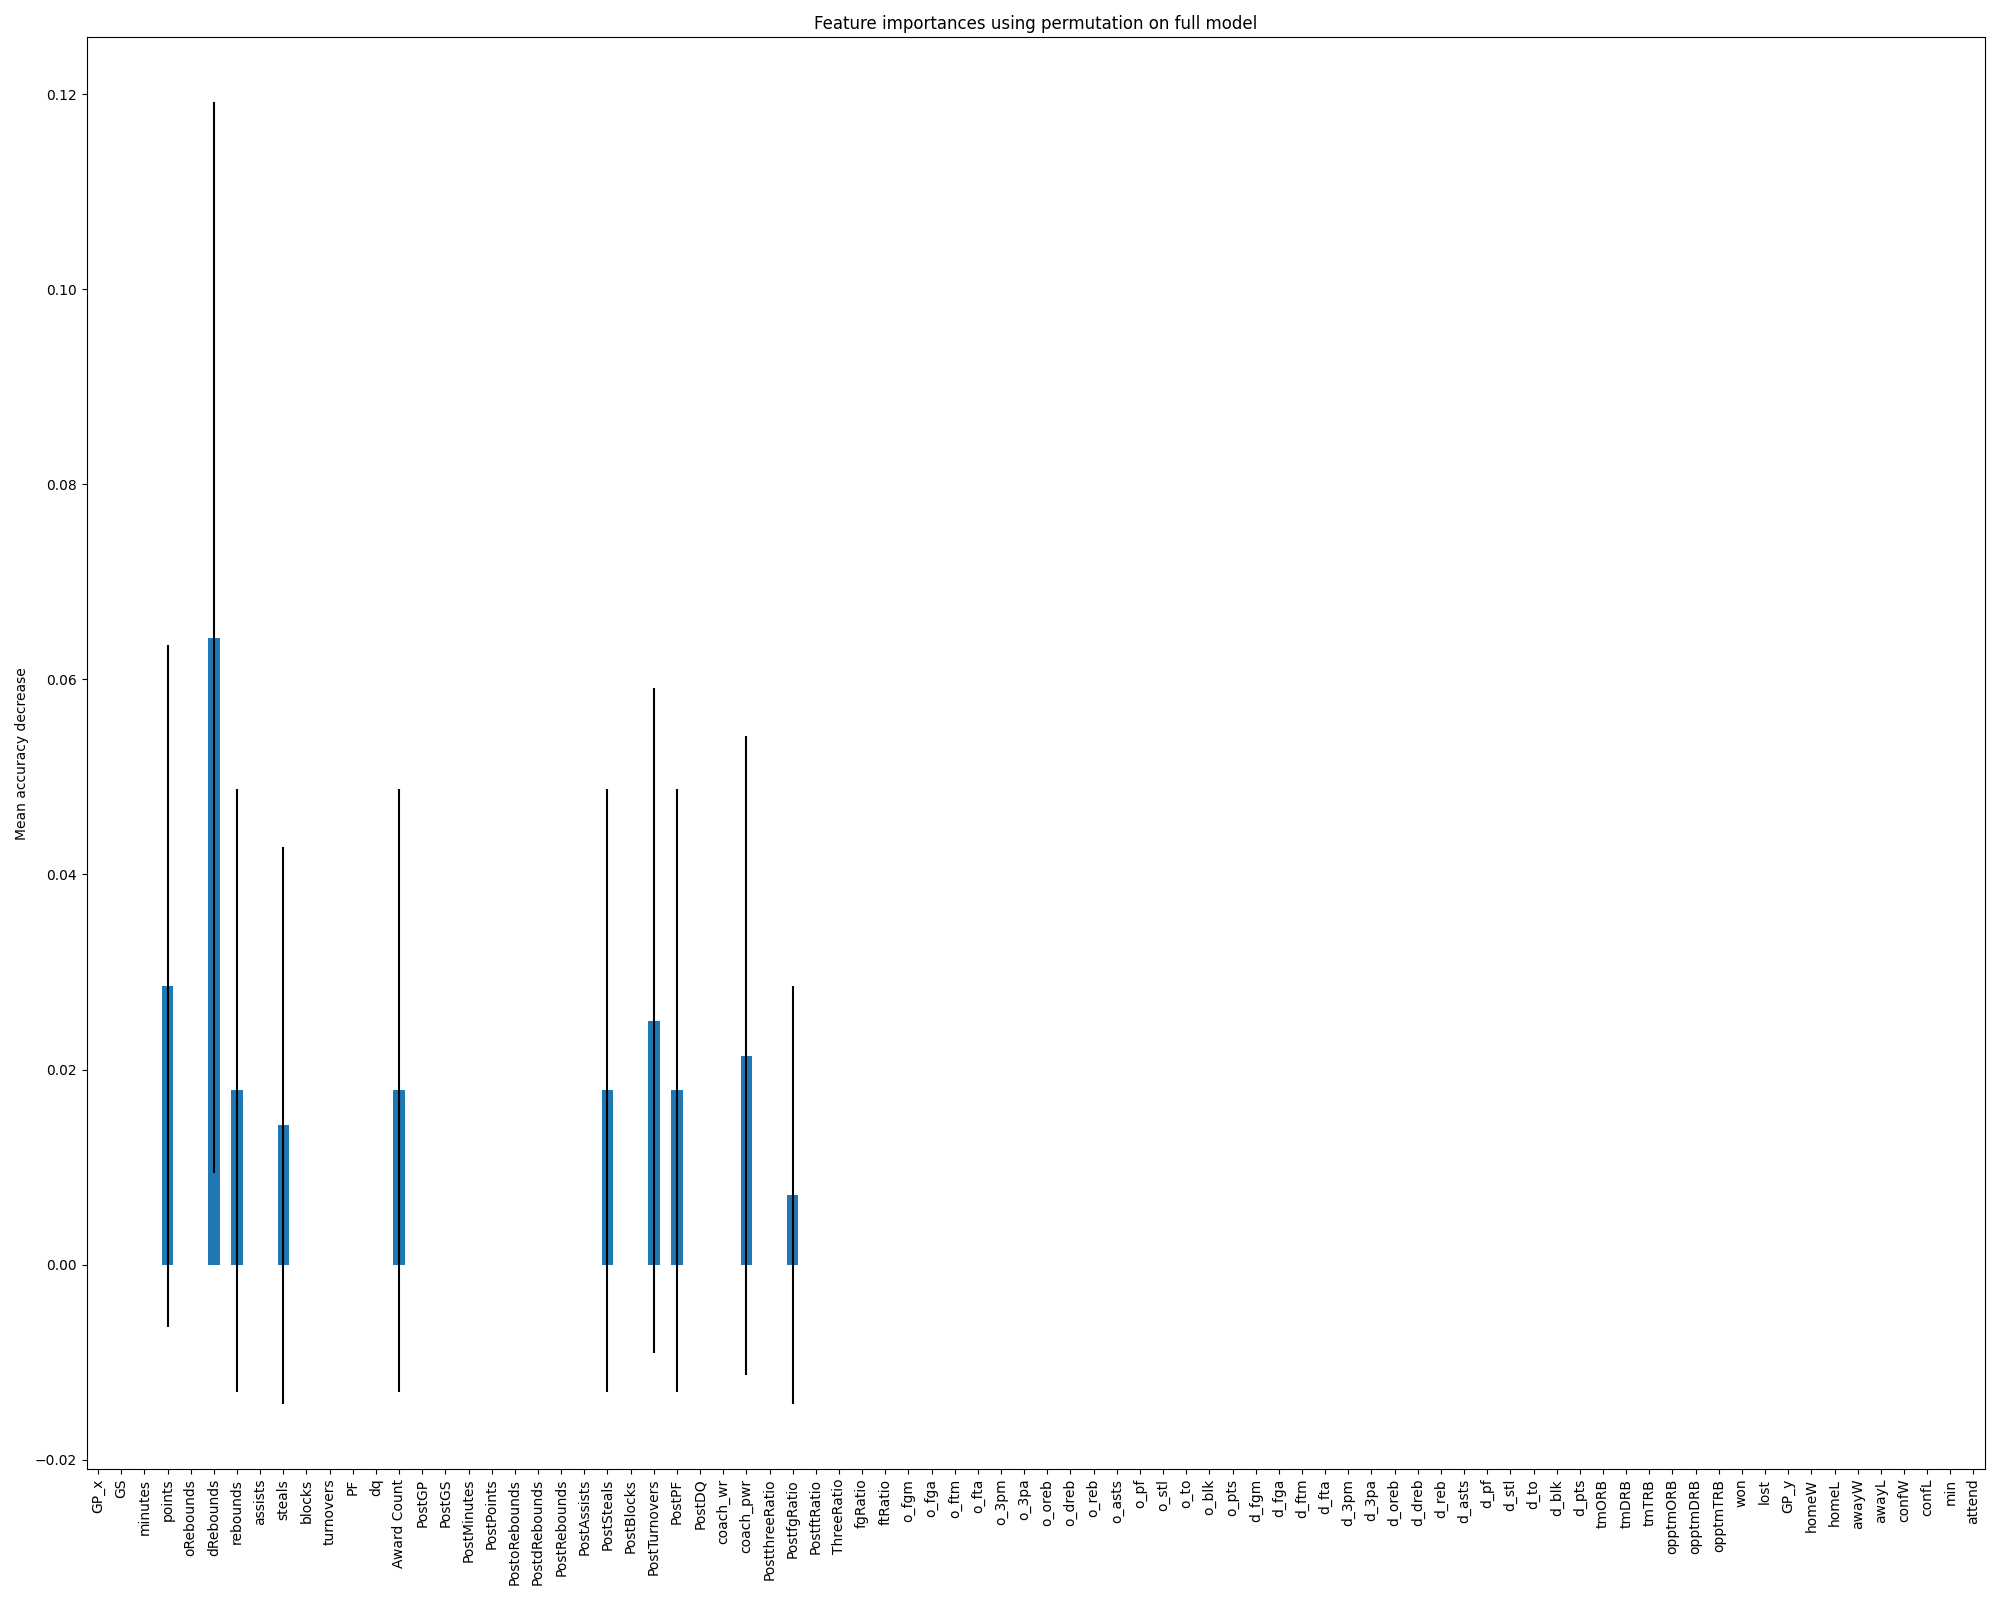 Feature importances using permutation on full model
Mean accuracy decrease
0.12
0.10
0.08
0.06
0.04
0.02
0.00
−0.02
GP_x
GS
minutes
points
oRebounds
dRebounds
rebounds
assists
steals
blocks
turnovers
PF
dq
Award Count
PostGP
PostGS
PostMinutes
PostPoints
PostoRebounds
PostdRebounds
PostRebounds
PostAssists
PostSteals
PostBlocks
PostTurnovers
PostPF
PostDQ
coach_wr
coach_pwr
PostthreeRatio
PostfgRatio
PostftRatio
ThreeRatio
fgRatio
ftRatio
o_fgm
o_fga
o_ftm
o_fta
o_3pm
o_3pa
o_oreb
o_dreb
o_reb
o_asts
o_pf
o_stl
o_to
o_blk
o_pts
d_fgm
d_fga
d_ftm
d_fta
d_3pm
d_3pa
d_oreb
d_dreb
d_reb
d_asts
d_pf
d_stl
d_to
d_blk
d_pts
tmORB
tmDRB
tmTRB
opptmORB
opptmDRB
opptmTRB
won
lost
GP_y
homeW
homeL
awayW
awayL
confW
confL
min
attend